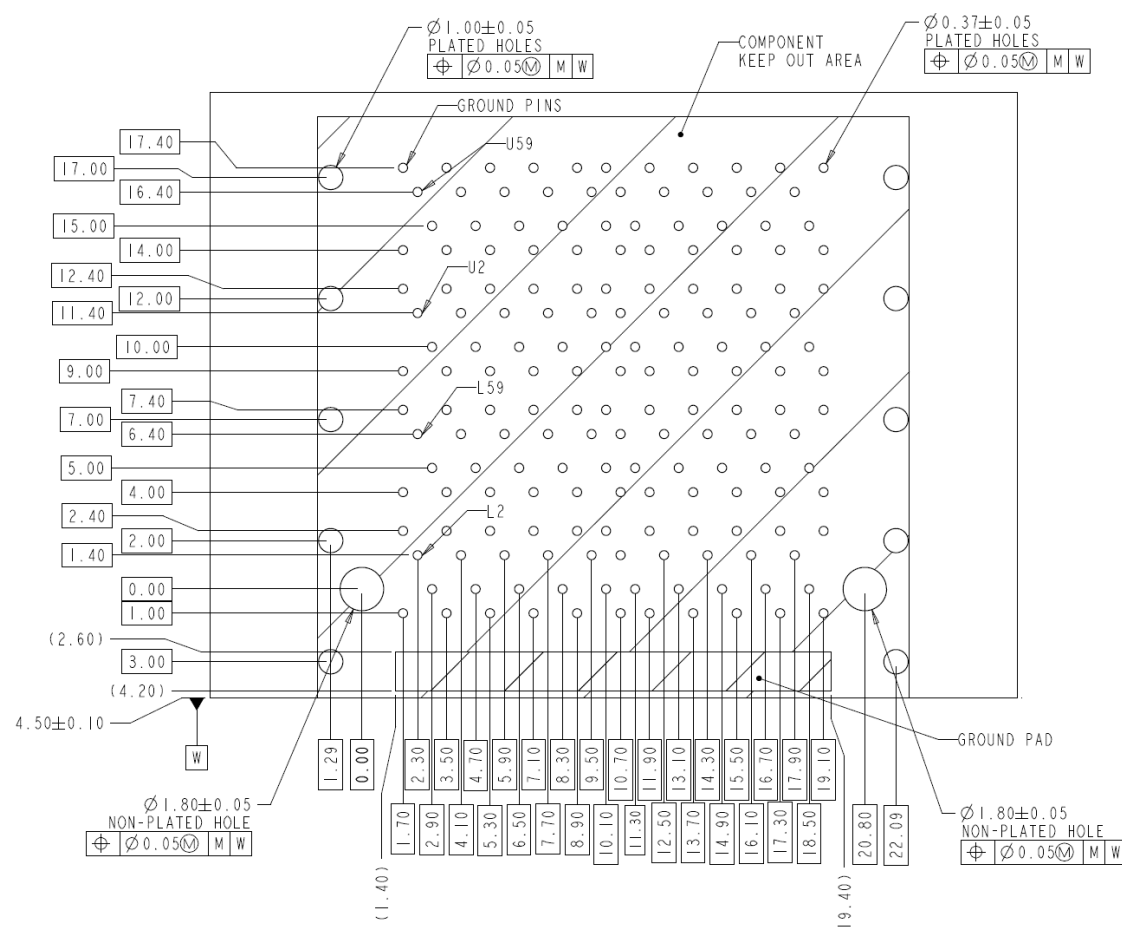 Ø1.00±0.05
PLATED HOLES
⌖ Ø0.05Ⓜ M W
COMPONENT
KEEP OUT AREA
Ø0.37±0.05
PLATED HOLES
⌖ Ø0.05Ⓜ M W
GROUND PINS
U59
17.40
17.00
16.40
15.00
14.00
U2
12.40
12.00
11.40
10.00
9.00
L59
7.40
7.00
6.40
5.00
4.00
L2
2.40
2.00
1.40
0.00
1.00
(2.60)
3.00
(4.20)
4.50±0.10
W
GROUND PAD
1.29
0.00
2.30
3.50
4.70
5.90
7.10
8.30
9.50
10.70
11.90
13.10
14.30
15.50
16.70
17.90
19.10
1.70
2.90
4.10
5.30
6.50
7.70
8.90
10.10
11.30
12.50
13.70
14.90
16.10
17.30
18.50
20.80
22.09
(1.40)
19.40)
Ø1.80±0.05
NON-PLATED HOLE
⌖ Ø0.05Ⓜ M W
Ø1.80±0.05
NON-PLATED HOLE
⌖ Ø0.05Ⓜ M W